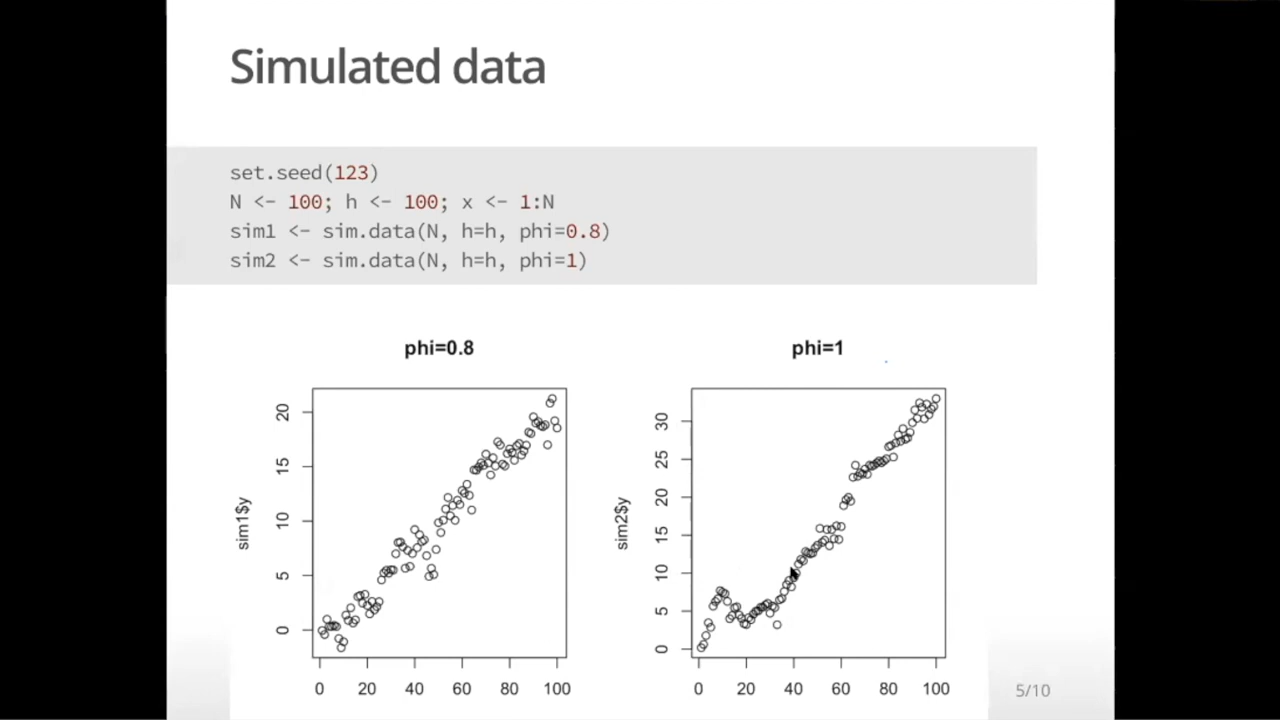 Simulated data
set.seed(123)
N <- 100; h <- 100; x <- 1:N
sim1 <- sim.data(N, h=h, phi=0.8)
sim2 <- sim.data(N, h=h, phi=1)
phi=0.8
sim1$y
20
15
10
5
0
0 20 40 60 80 100
phi=1
sim2$y
30
25
20
15
10
5
0
0 20 40 60 80 100
5/10